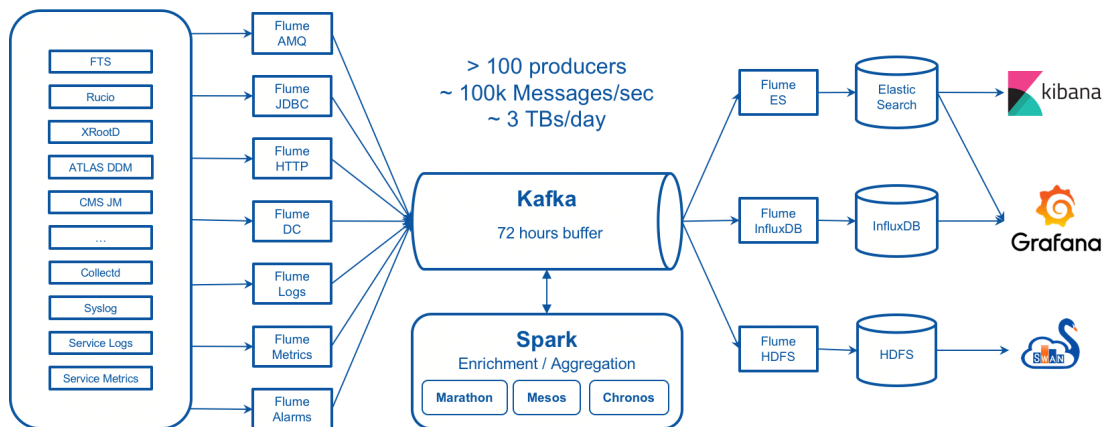 FTS
Rucio
XRootD
ATLAS DDM
CMS JM
...
Collectd
Syslog
Service Logs
Service Metrics
Flume
AMQ
Flume
JDBC
Flume
HTTP
Flume
DC
Flume
Logs
Flume
Metrics
Flume
Alarms
> 100 producers
~ 100k Messages/sec
~ 3 TBs/day
Kafka
72 hours buffer
Spark
Enrichment / Aggregation
Marathon
Mesos
Chronos
Flume
ES
Flume
InfluxDB
Flume
HDFS
Elastic
Search
InfluxDB
HDFS
kibana
Grafana
SWAN